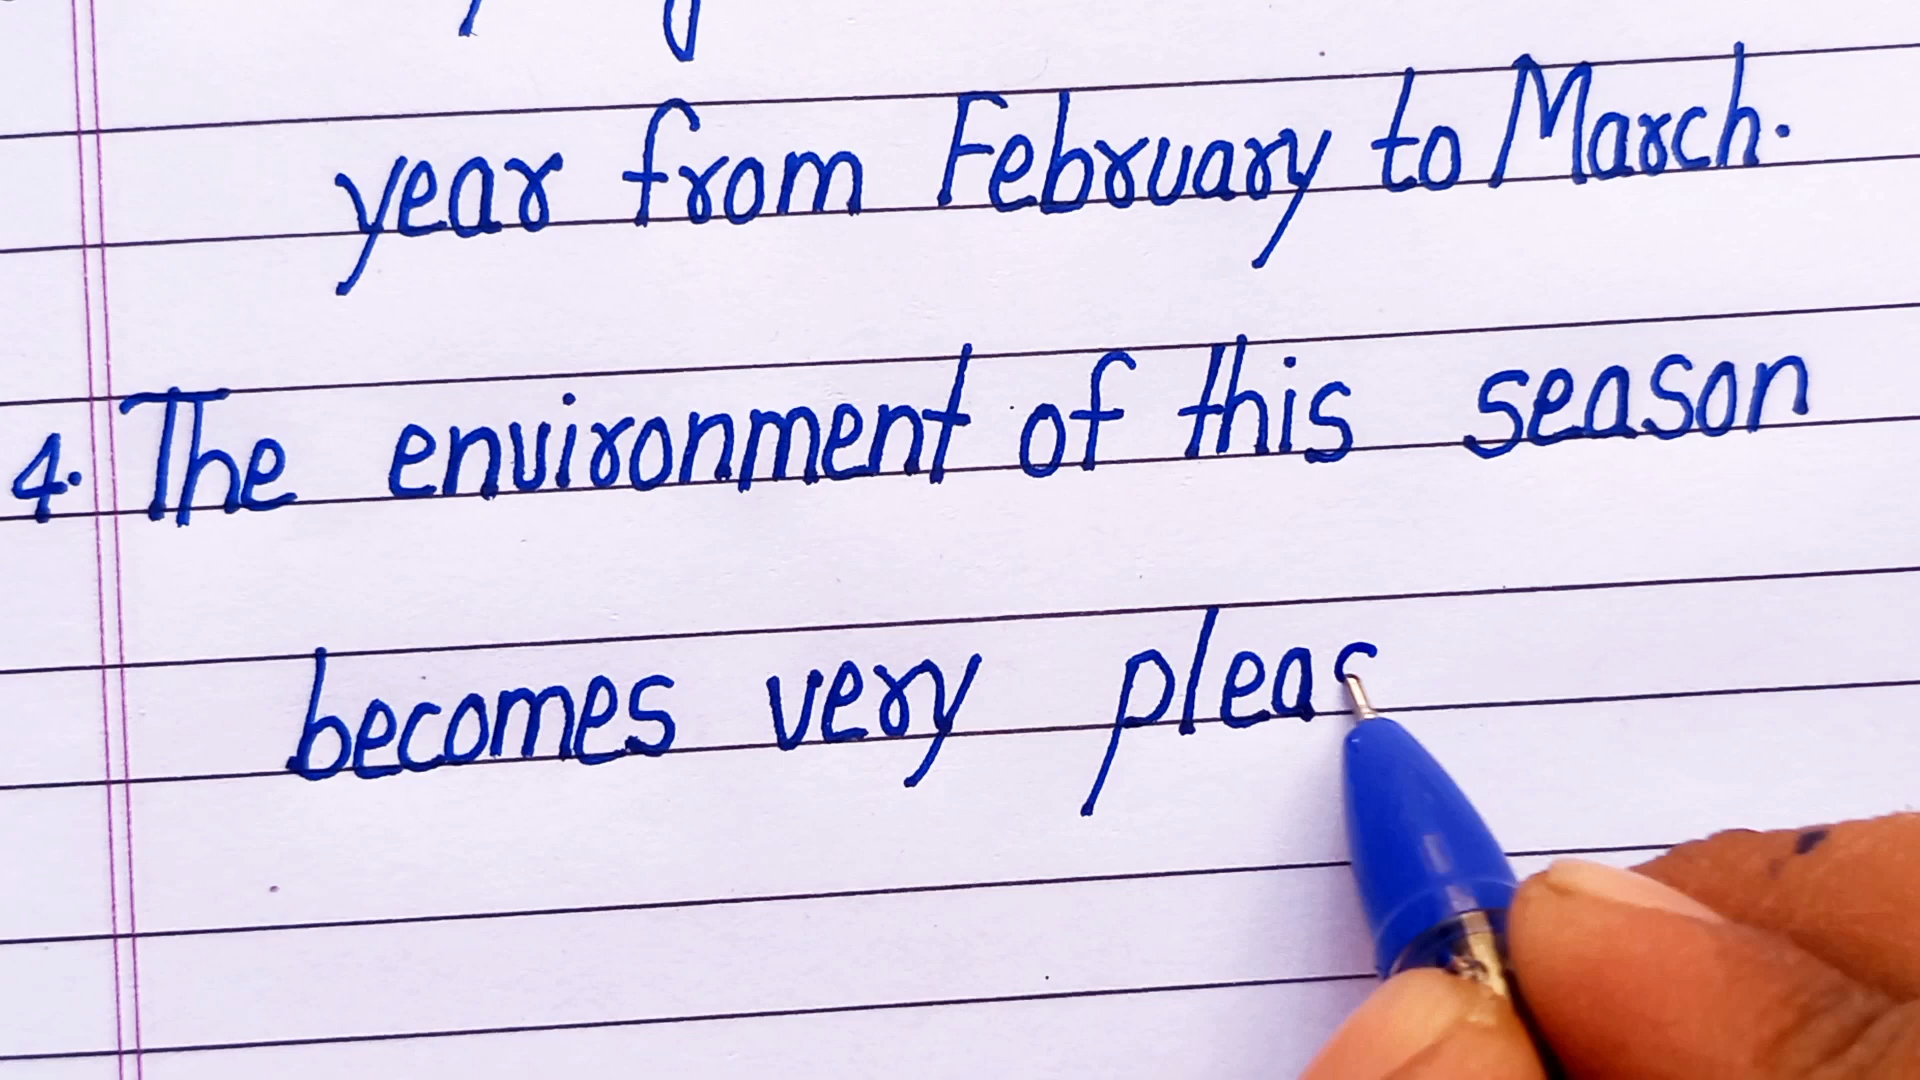 year from February to March.
4. The environment of this season
becomes very pleas